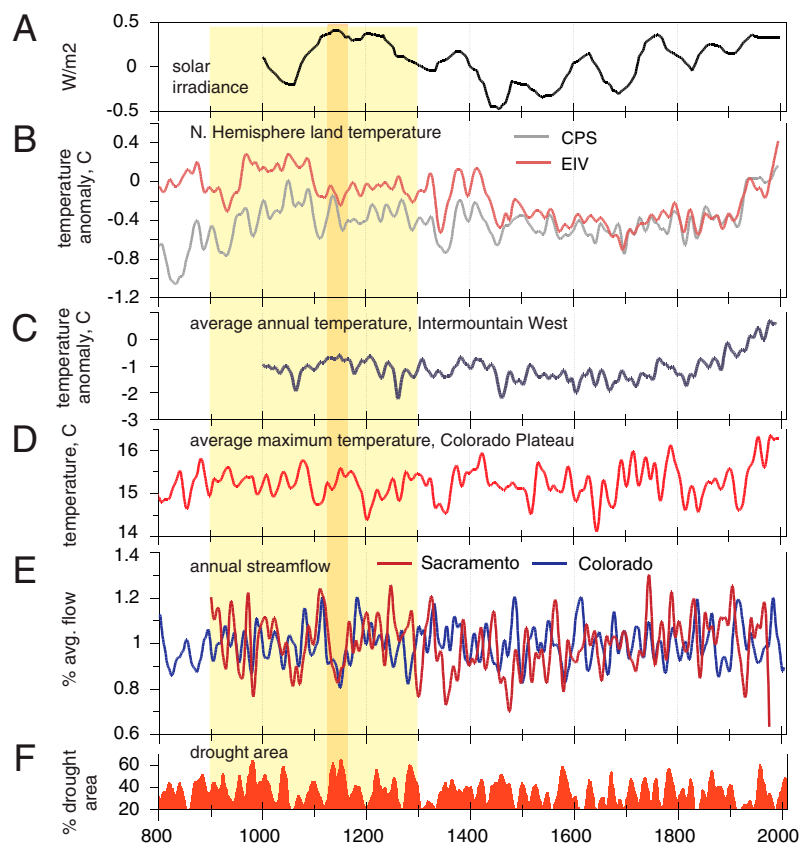 A
W/m2
0.5
0
-0.5
solar
irradiance
B
temperature
anomaly, C
0.4
0
-0.4
-0.8
-1.2
N. Hemisphere land temperature
CPS
EIV
C
temperature
anomaly, C
0
-1
-2
-3
average annual temperature, Intermountain West
D
temperature, C
16
15
14
average maximum temperature, Colorado Plateau
E
% avg. flow
1.4
1.2
1
0.8
0.6
annual streamflow
Sacramento
Colorado
F
% drought
area
60
40
20
drought area
800 1000 1200 1400 1600 1800 2000